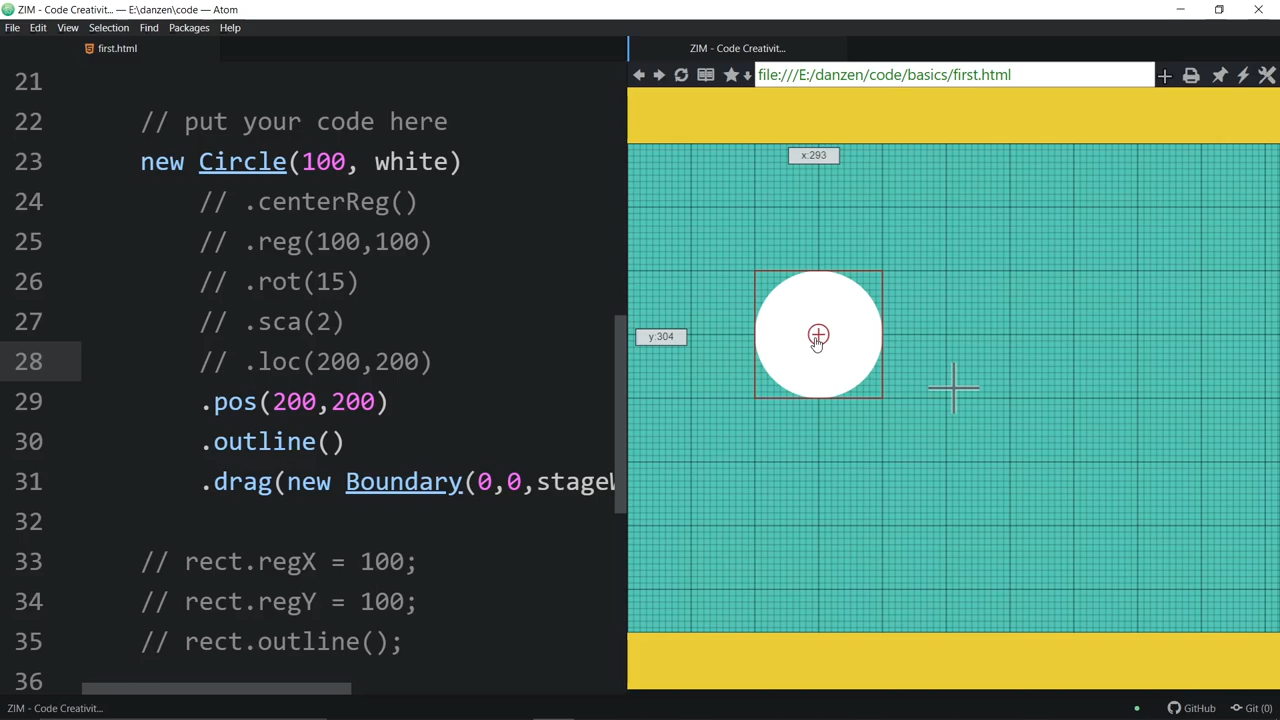 ZIM - Code Creativit... — E:\danzen\code — Atom
File Edit View Selection Find Packages Help
first.html
ZIM - Code Creativit...
file:///E:/danzen/code/basics/first.html
21
22 // put your code here
23 new Circle(100, white)
24 // .centerReg()
25 // .reg(100,100)
26 // .rot(15)
27 // .sca(2)
28 // .loc(200,200)
29 .pos(200,200)
30 .outline()
31 .drag(new Boundary(0,0,stageW
32
33 // rect.regX = 100;
34 // rect.regY = 100;
35 // rect.outline();
36
x:293
y:304
ZIM - Code Creativit...
GitHub
Git (0)